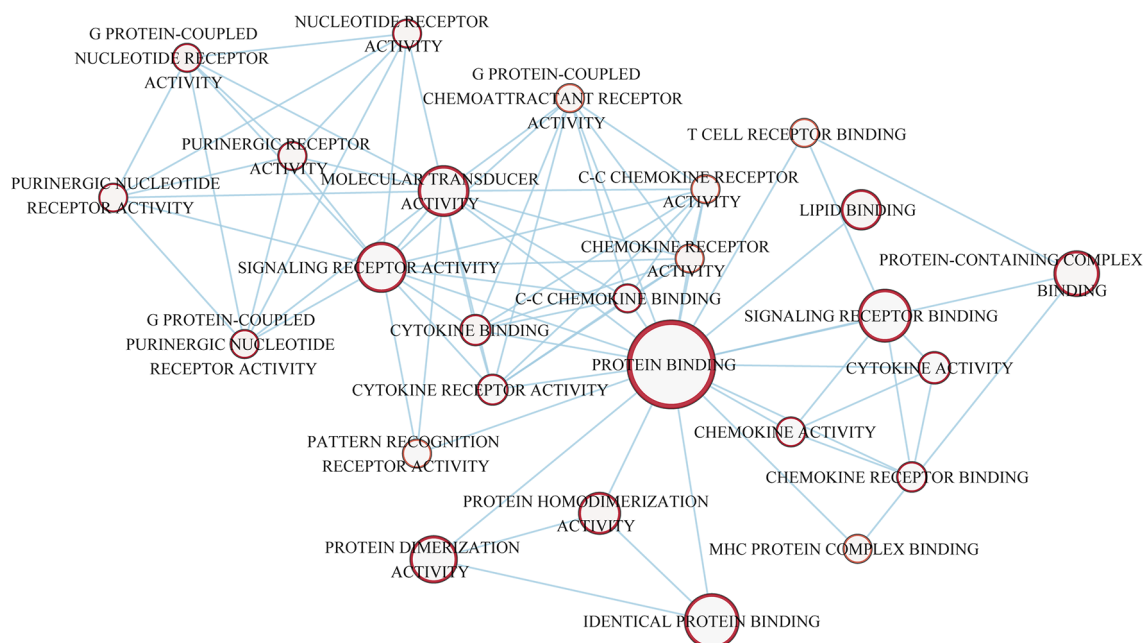 NUCLEOTIDE RECEPTOR
ACTIVITY
G PROTEIN-COUPLED
NUCLEOTIDE RECEPTOR
ACTIVITY
G PROTEIN-COUPLED
CHEMOATTRACTANT RECEPTOR
ACTIVITY
T CELL RECEPTOR BINDING
PURINERGIC RECEPTOR
ACTIVITY
MOLECULAR TRANSDUCER
ACTIVITY
C-C CHEMOKINE RECEPTOR
ACTIVITY
PURINERGIC NUCLEOTIDE
RECEPTOR ACTIVITY
LIPID BINDING
CHEMOKINE RECEPTOR
ACTIVITY
PROTEIN-CONTAINING COMPLEX
BINDING
SIGNALING RECEPTOR ACTIVITY
C-C CHEMOKINE BINDING
SIGNALING RECEPTOR BINDING
G PROTEIN-COUPLED
PURINERGIC NUCLEOTIDE
RECEPTOR ACTIVITY
CYTOKINE BINDING
PROTEIN BINDING
CYTOKINE ACTIVITY
CYTOKINE RECEPTOR ACTIVITY
CHEMOKINE ACTIVITY
PATTERN RECOGNITION
RECEPTOR ACTIVITY
CHEMOKINE RECEPTOR BINDING
PROTEIN HOMODIMERIZATION
ACTIVITY
PROTEIN DIMERIZATION
ACTIVITY
MHC PROTEIN COMPLEX BINDING
IDENTICAL PROTEIN BINDING